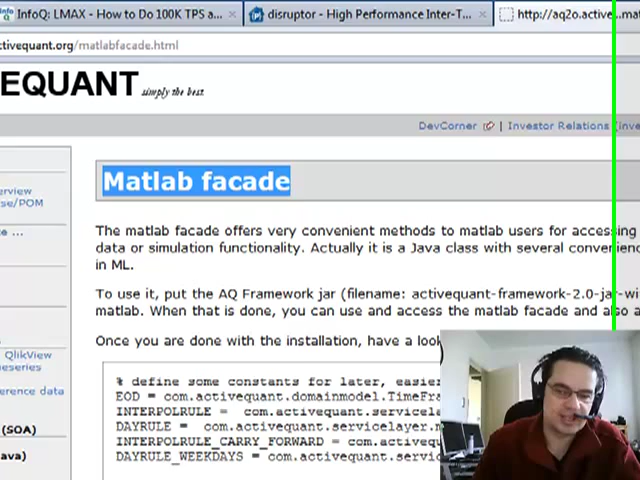 InfoQ: LMAX - How to Do 100K TPS a...
disruptor - High Performance Inter-T...
http://aq2o.active...mat
tivequant.org/matlabfacade.html
EQUANT simply the best.
DevCorner | Investor Relations (inve
Matlab facade
erview
se/POM
e ...
The matlab facade offers very convenient methods to matlab users for accessing
data or simulation functionality. Actually it is a Java class with several convenienc
in ML.
To use it, put the AQ Framework jar (filename: activequant-framework-2.0-jar-wi
matlab. When that is done, you can use and access the matlab facade and also a
Once you are done with the installation, have a look
QlikView
eseries
erence data
(SOA)
ava)
% define some constants for later, easier
EOD = com.activequant.domainmodel.TimeFra
INTERPOLRULE = com.activequant.servicela
DAYRULE = com.activequant.servicelayer.m
INTERPOLRULE_CARRY_FORWARD = com.activequ
DAYRULE_WEEKDAYS = com.activequant.servic